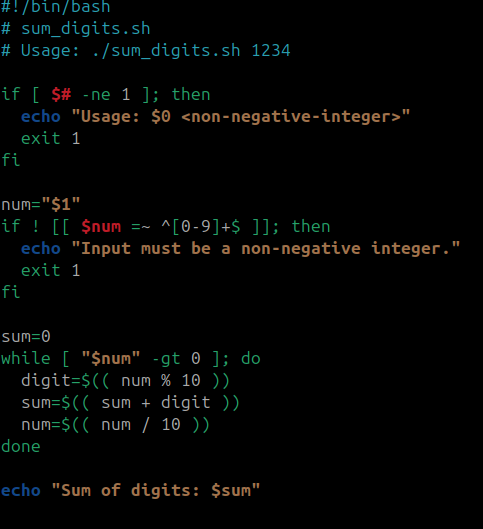 #!/bin/bash
# sum_digits.sh
# Usage: ./sum_digits.sh 1234

if [ $# -ne 1 ]; then
  echo "Usage: $0 <non-negative-integer>"
  exit 1
fi

num="$1"
if ! [[ $num =~ ^[0-9]+$ ]]; then
  echo "Input must be a non-negative integer."
  exit 1
fi

sum=0
while [ "$num" -gt 0 ]; do
  digit=$(( num % 10 ))
  sum=$(( sum + digit ))
  num=$(( num / 10 ))
done

echo "Sum of digits: $sum"